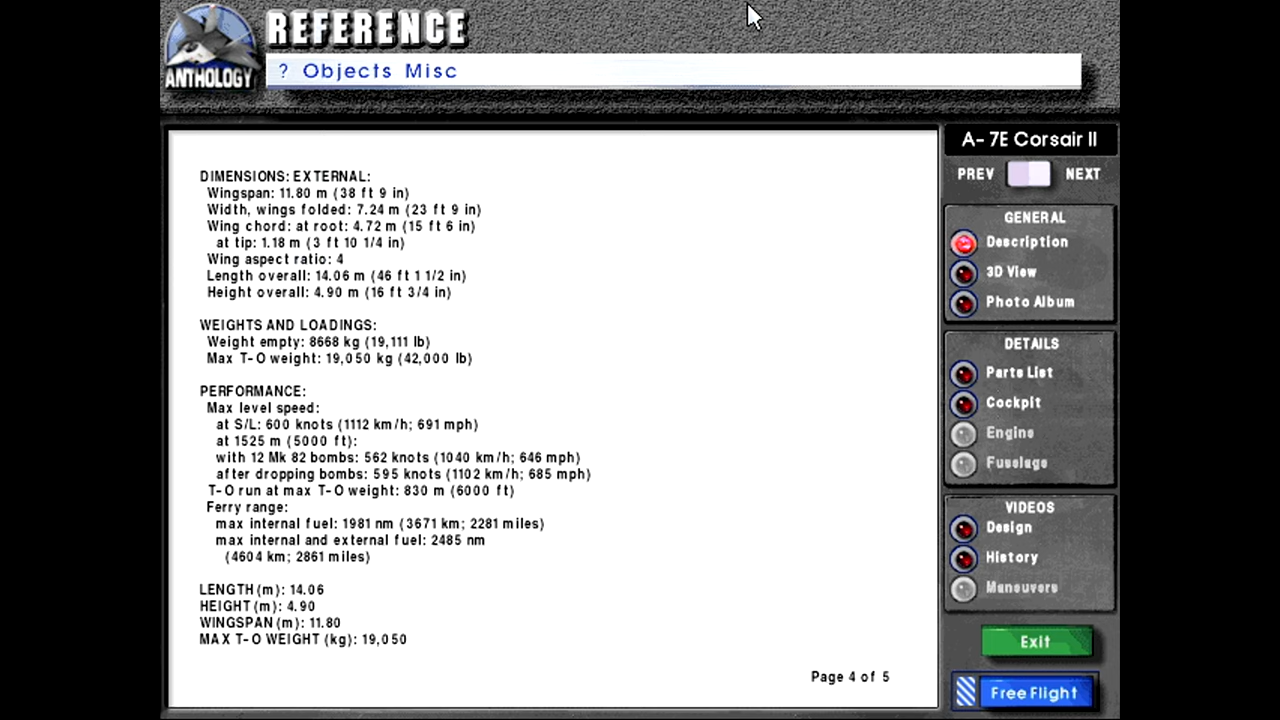 REFERENCE
ANTHOLOGY
? Objects Misc
A-7E Corsair II
PREV NEXT
DIMENSIONS: EXTERNAL:
Wingspan: 11.80 m (38 ft 9 in)
Width, wings folded: 7.24 m (23 ft 9 in)
Wing chord: at root: 4.72 m (15 ft 6 in)
at tip: 1.18 m (3 ft 10 1/4 in)
Wing aspect ratio: 4
Length overall: 14.06 m (46 ft 1 1/2 in)
Height overall: 4.90 m (16 ft 3/4 in)
WEIGHTS AND LOADINGS:
Weight empty: 8668 kg (19,111 lb)
Max T-O weight: 19,050 kg (42,000 lb)
PERFORMANCE:
Max level speed:
at S/L: 600 knots (1112 km/h; 691 mph)
at 1525 m (5000 ft):
with 12 Mk 82 bombs: 562 knots (1040 km/h; 646 mph)
after dropping bombs: 595 knots (1102 km/h; 685 mph)
T-O run at max T-O weight: 830 m (6000 ft)
Ferry range:
max internal fuel: 1981 nm (3671 km; 2281 miles)
max internal and external fuel: 2485 nm
(4604 km; 2861 miles)
LENGTH (m): 14.06
HEIGHT (m): 4.90
WINGSPAN (m): 11.80
MAX T-O WEIGHT (kg): 19,050
Page 4 of 5
GENERAL
Description
3D View
Photo Album
DETAILS
Parts List
Cockpit
Engine
Fuselage
VIDEOS
Design
History
Maneuvers
Exit
Free Flight